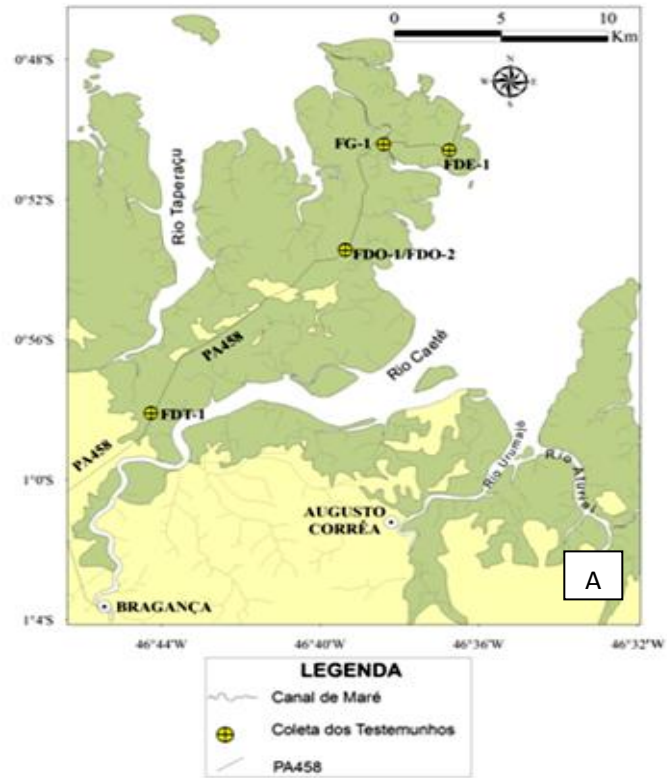 0
5
10
Km
0°48'S
0°52'S
0°56'S
1°0'S
1°4'S
N
W
E
S
FG-1
FDE-1
Rio Taperaçu
FDO-1/FDO-2
PA458
Rio Caeté
FDT-1
PA458
Rio Urumajó
AUGUSTO
CORRÊA
A
BRAGANÇA
46°44'W
46°40'W
46°36'W
46°32'W
LEGENDA
Canal de Maré
Coleta dos Testemunhos
PA458